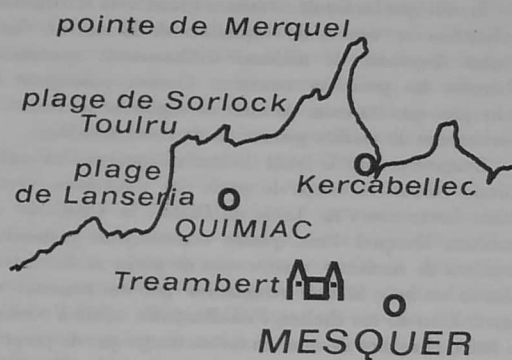 pointe de Merquel
plage de Sorlock
Toulru
plage
de Lanseria
Kercabellec
QUIMIAC
Treambert
MESQUER